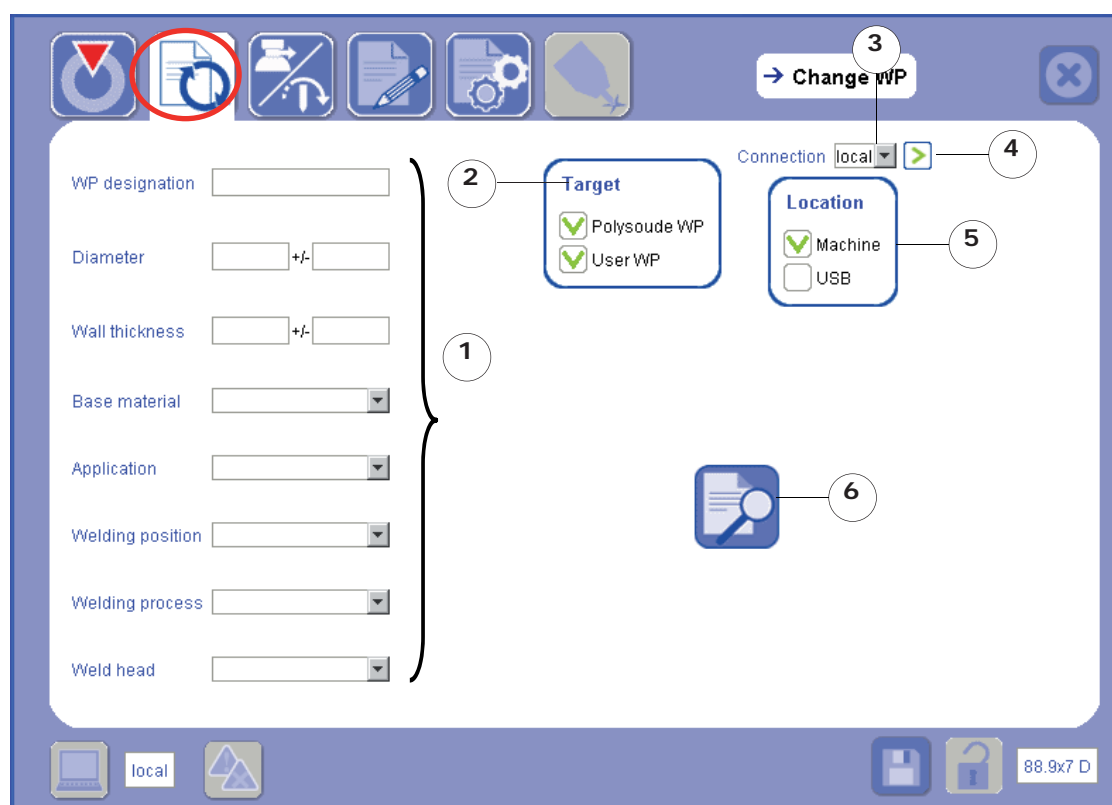 3
→ Change WP
Connection local
4
WP designation
2
Target
Polysoude WP
User WP
Location
Machine
USB
5
Diameter +/-
Wall thickness +/-
1
Base material
Application
6
Welding position
Welding process
Weld head
local
88.9x7 D